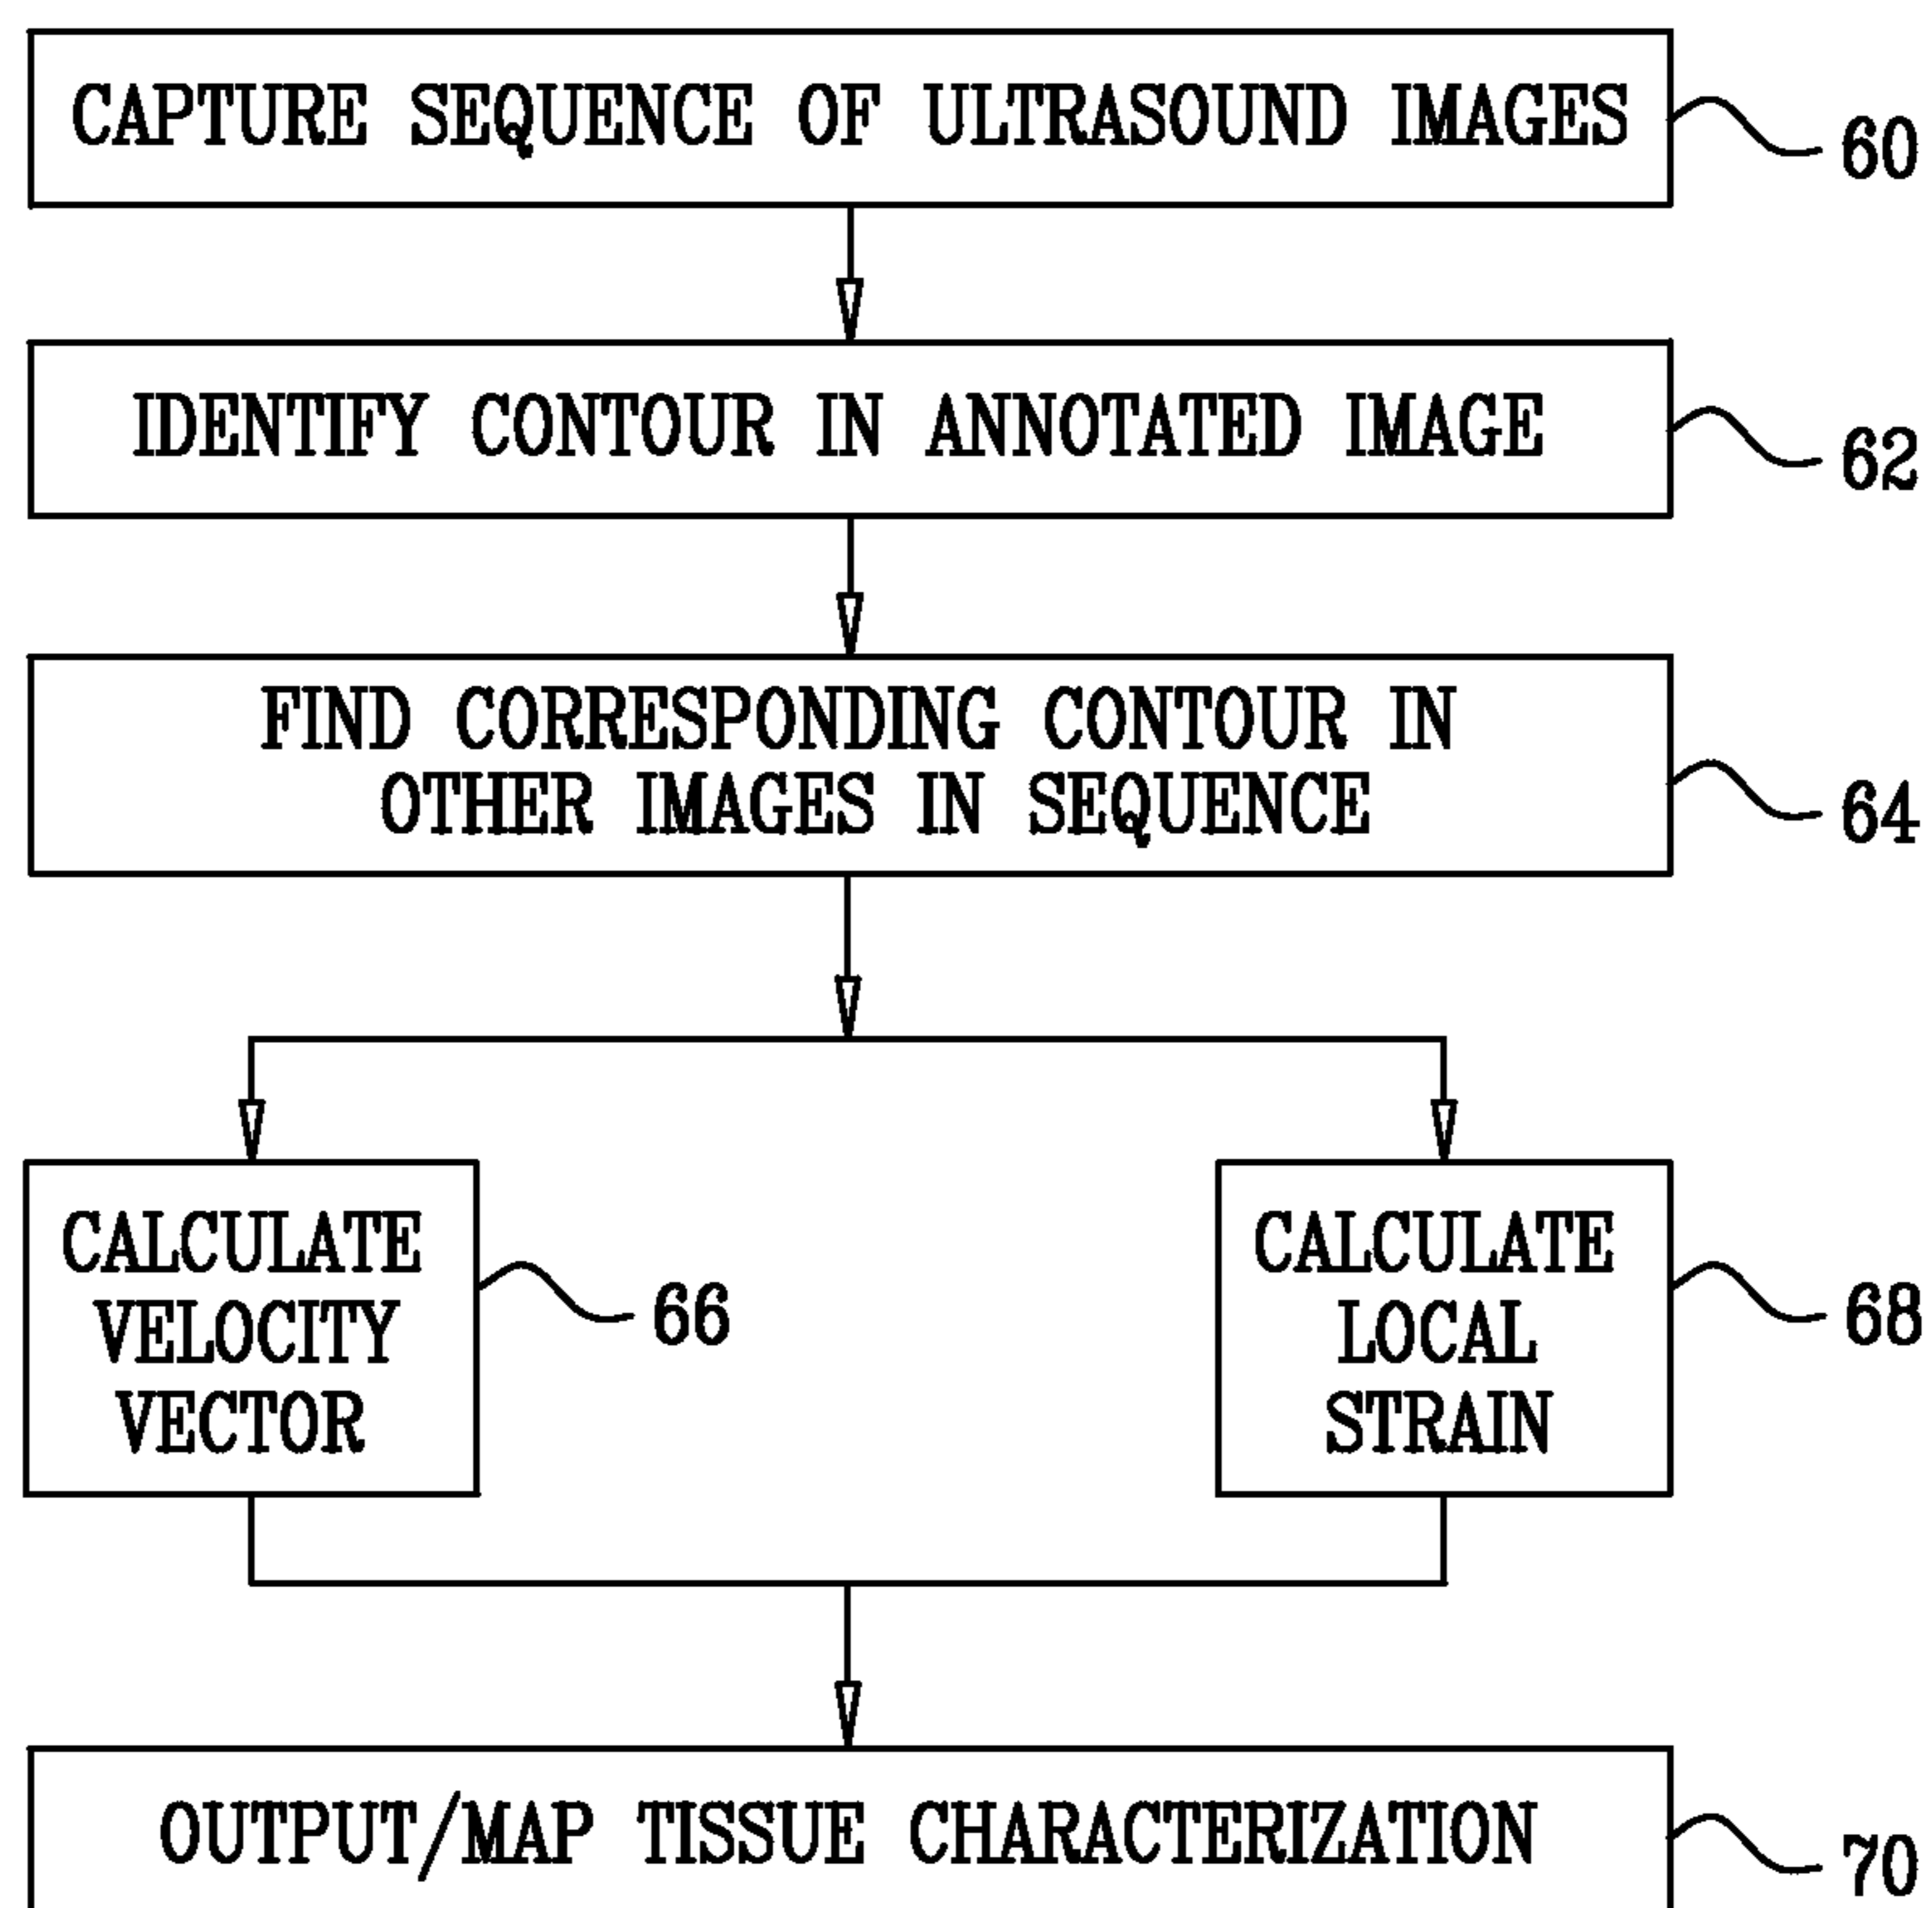 CAPTURE SEQUENCE OF ULTRASOUND IMAGES
60
IDENTIFY CONTOUR IN ANNOTATED IMAGE
62
FIND CORRESPONDING CONTOUR IN
OTHER IMAGES IN SEQUENCE
64
CALCULATE
VELOCITY
VECTOR
66
CALCULATE
LOCAL
STRAIN
68
OUTPUT/MAP TISSUE CHARACTERIZATION
70